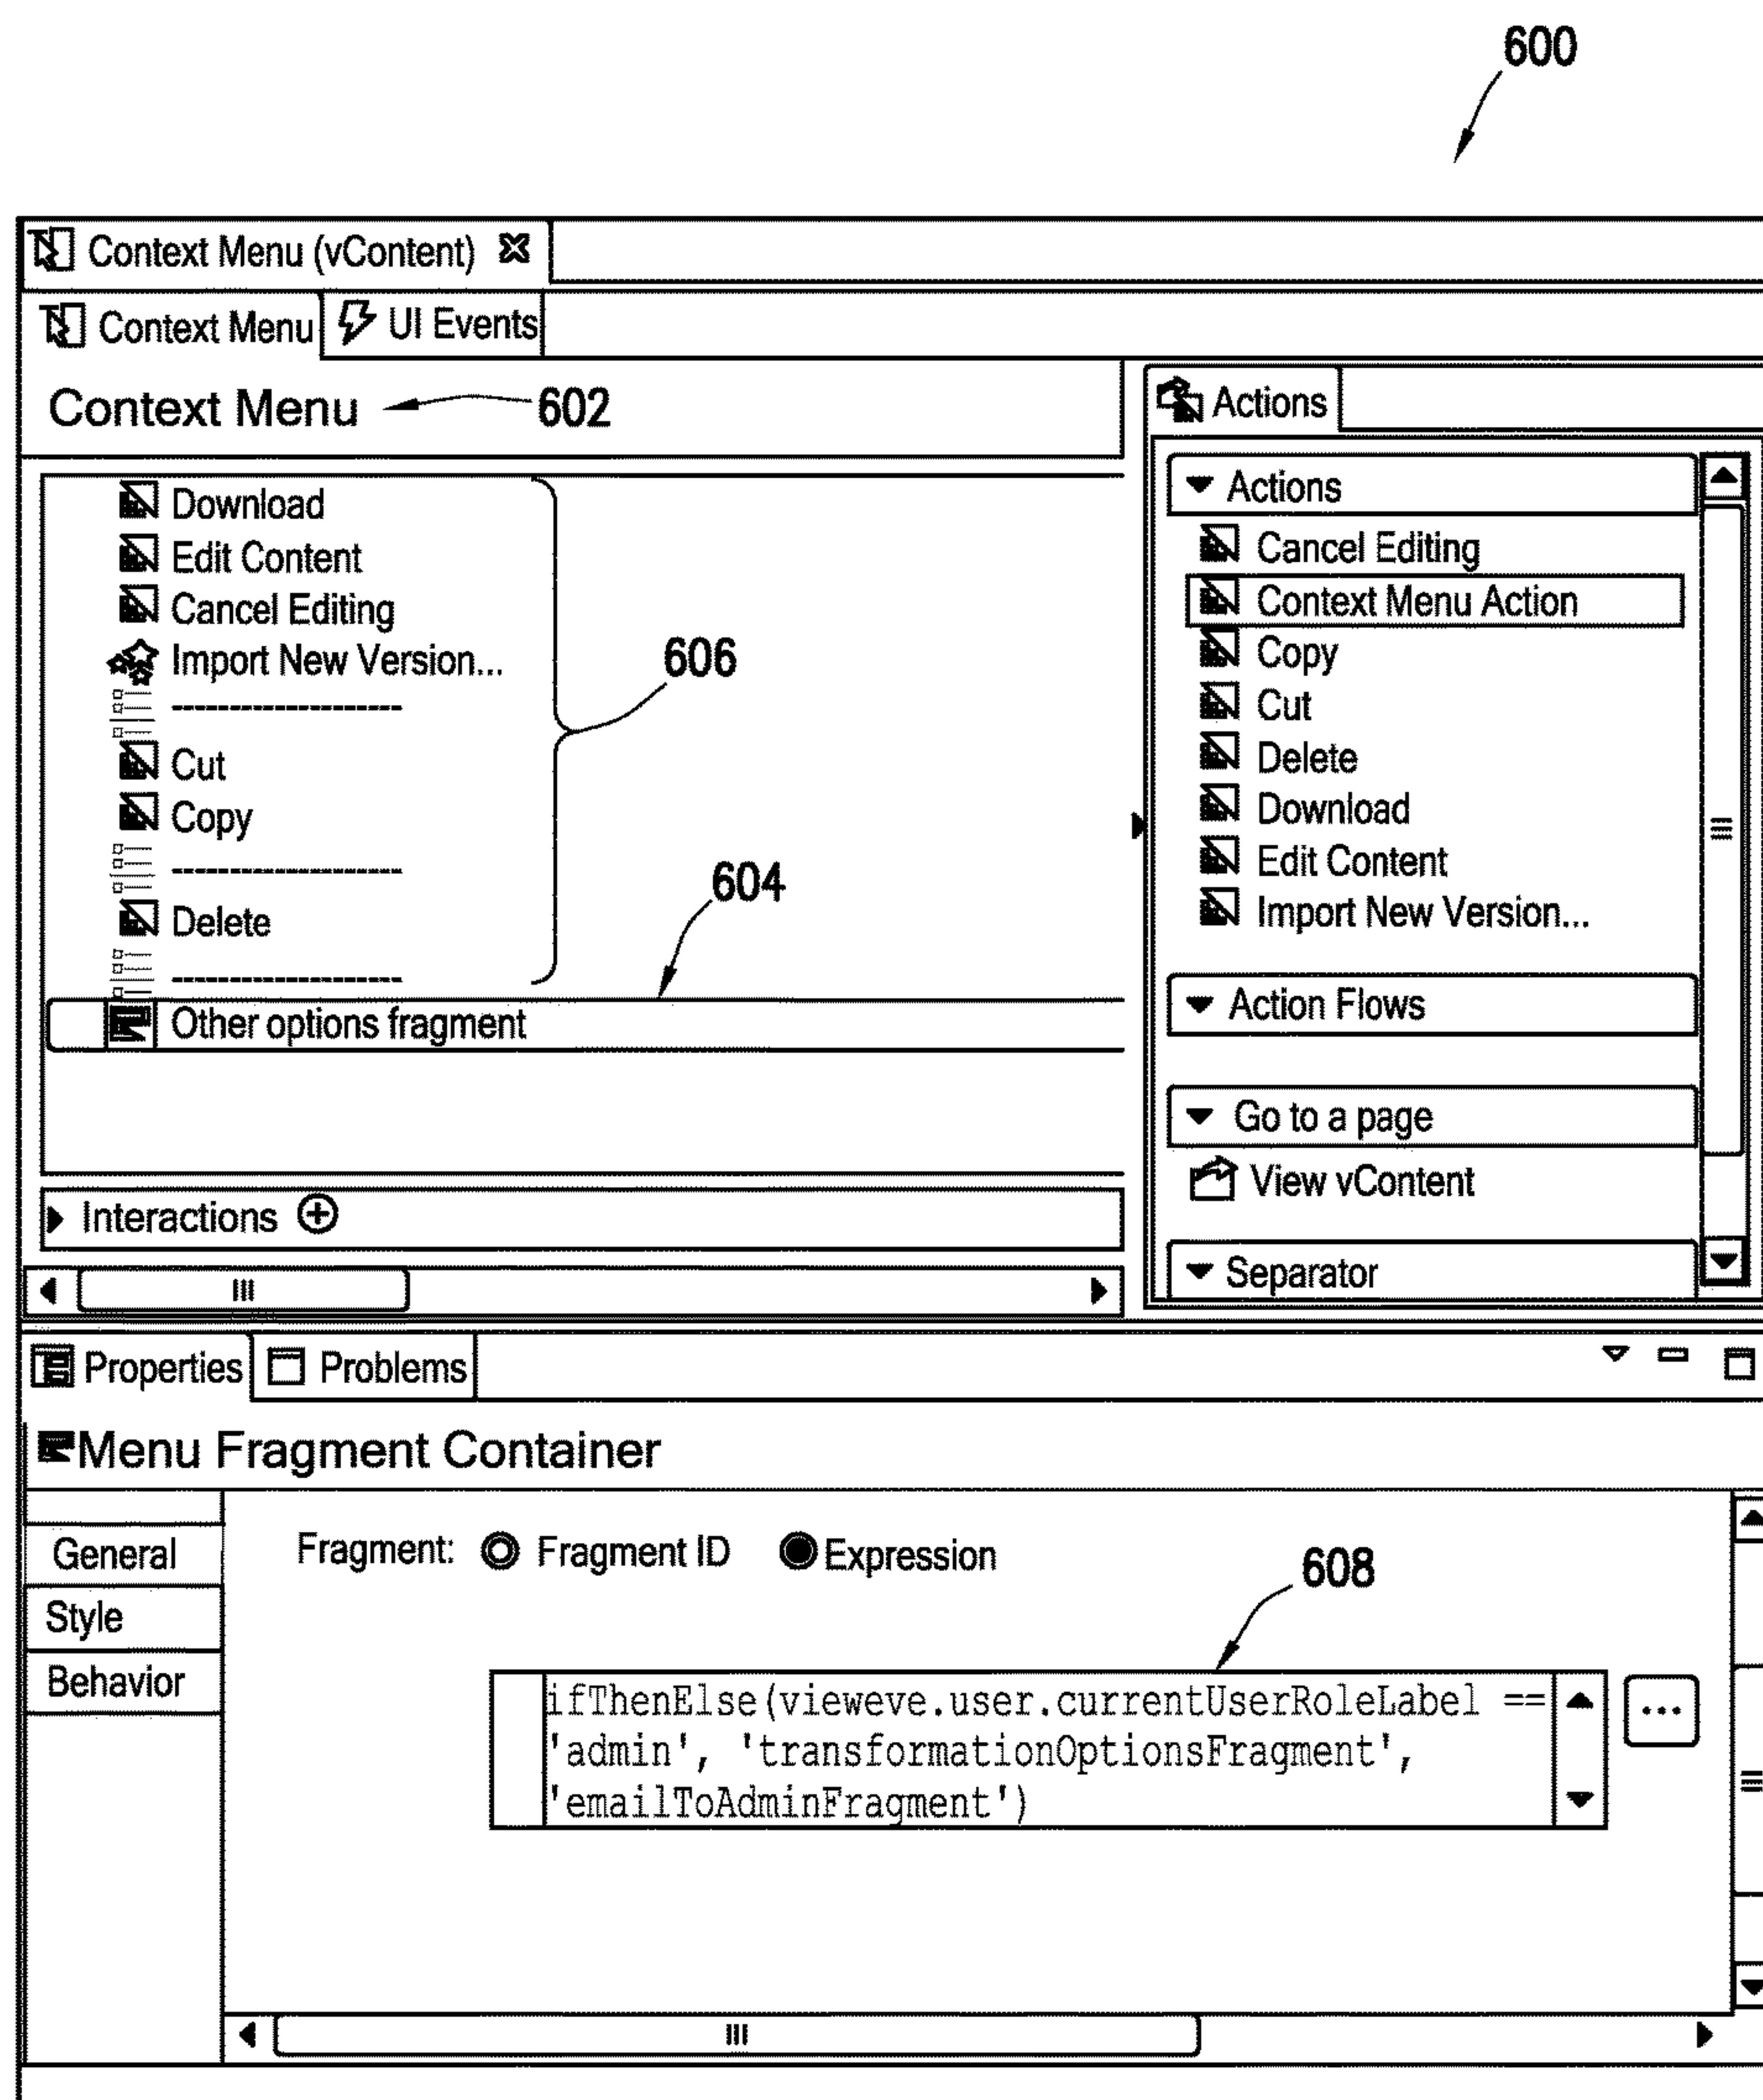 600
Context Menu (vContent)
Context Menu
UI Events
Context Menu
602
Download
Edit Content
Cancel Editing
Import New Version...
--------------------
Cut
Copy
--------------------
Delete
--------------------
606
604
Other options fragment
Interactions
Actions
Actions
Cancel Editing
Context Menu Action
Copy
Cut
Delete
Download
Edit Content
Import New Version...
Action Flows
Go to a page
View vContent
Separator
Properties
Problems
Menu Fragment Container
General
Style
Behavior
Fragment: Fragment ID Expression
608
ifThenElse(vieweve.user.currentUserRoleLabel ==
'admin', 'transformationOptionsFragment',
'emailToAdminFragment')
...